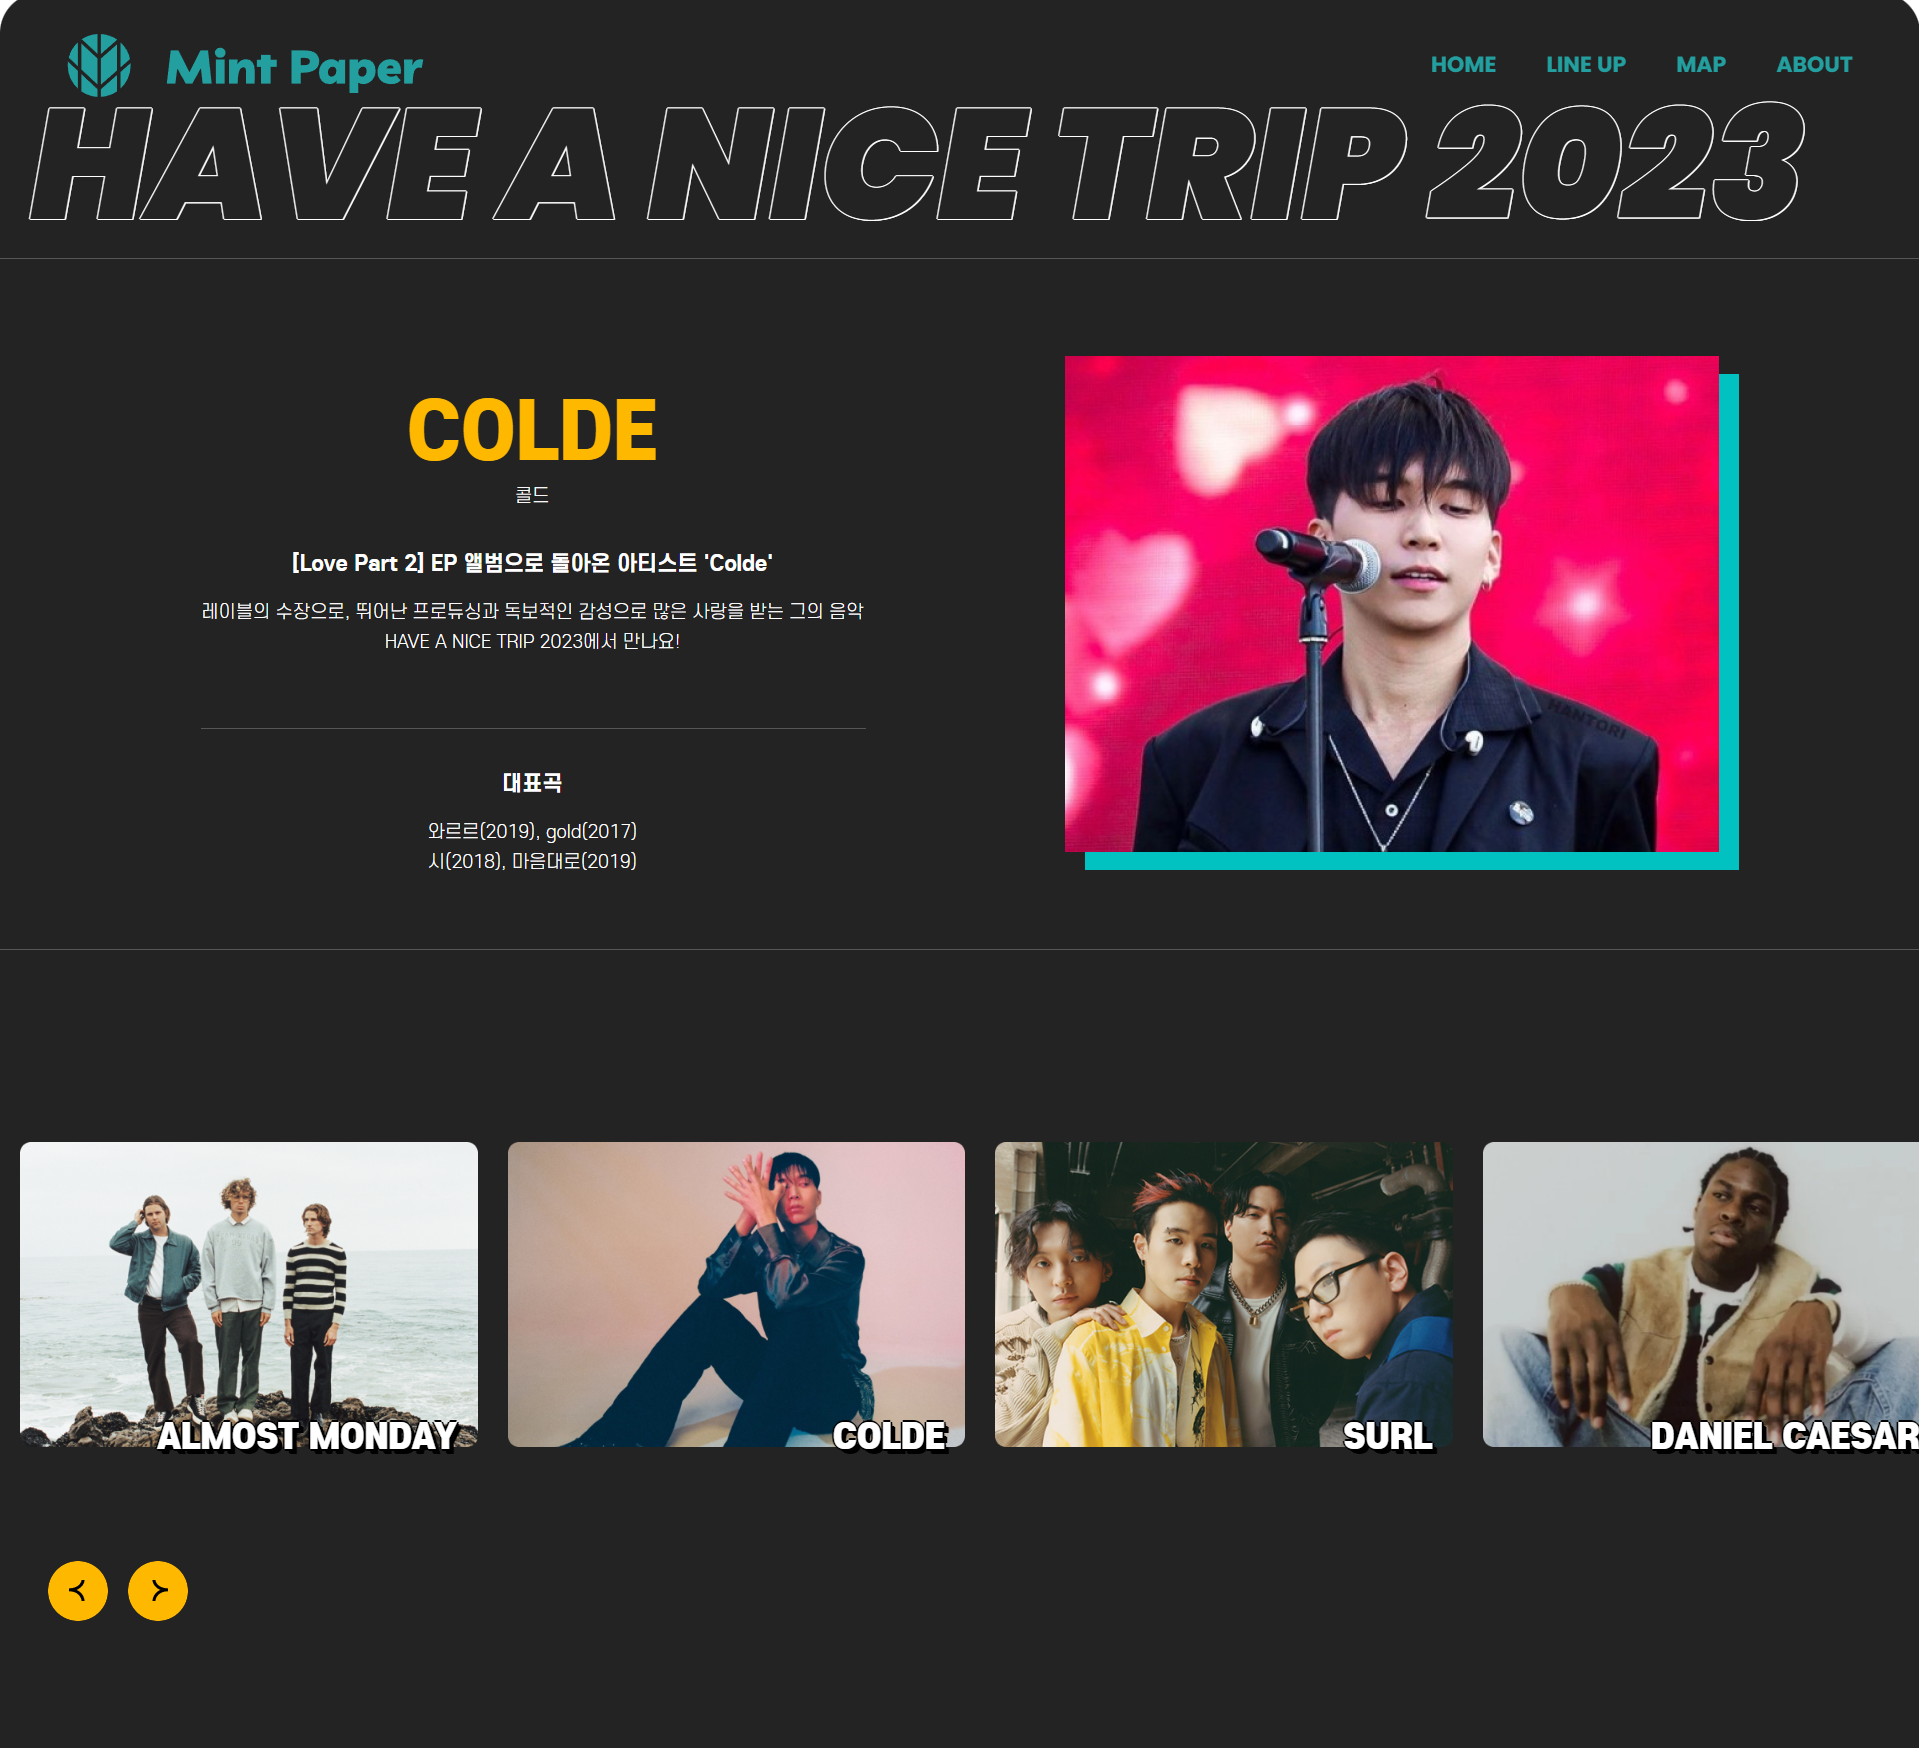 Mint Paper
HOME LINE UP MAP ABOUT
HAVE A NICE TRIP 2023
COLDE
콜드
[Love Part 2] EP 앨범으로 돌아온 아티스트 'Colde'
레이블의 수장으로, 뛰어난 프로듀싱과 독보적인 감성으로 많은 사랑을 받는 그의 음악
HAVE A NICE TRIP 2023에서 만나요!
대표곡
와르르(2019), gold(2017)
시(2018), 마음대로(2019)
HANTORI
ALMOST MONDAY
COLDE
SURL
DANIEL CAESAR